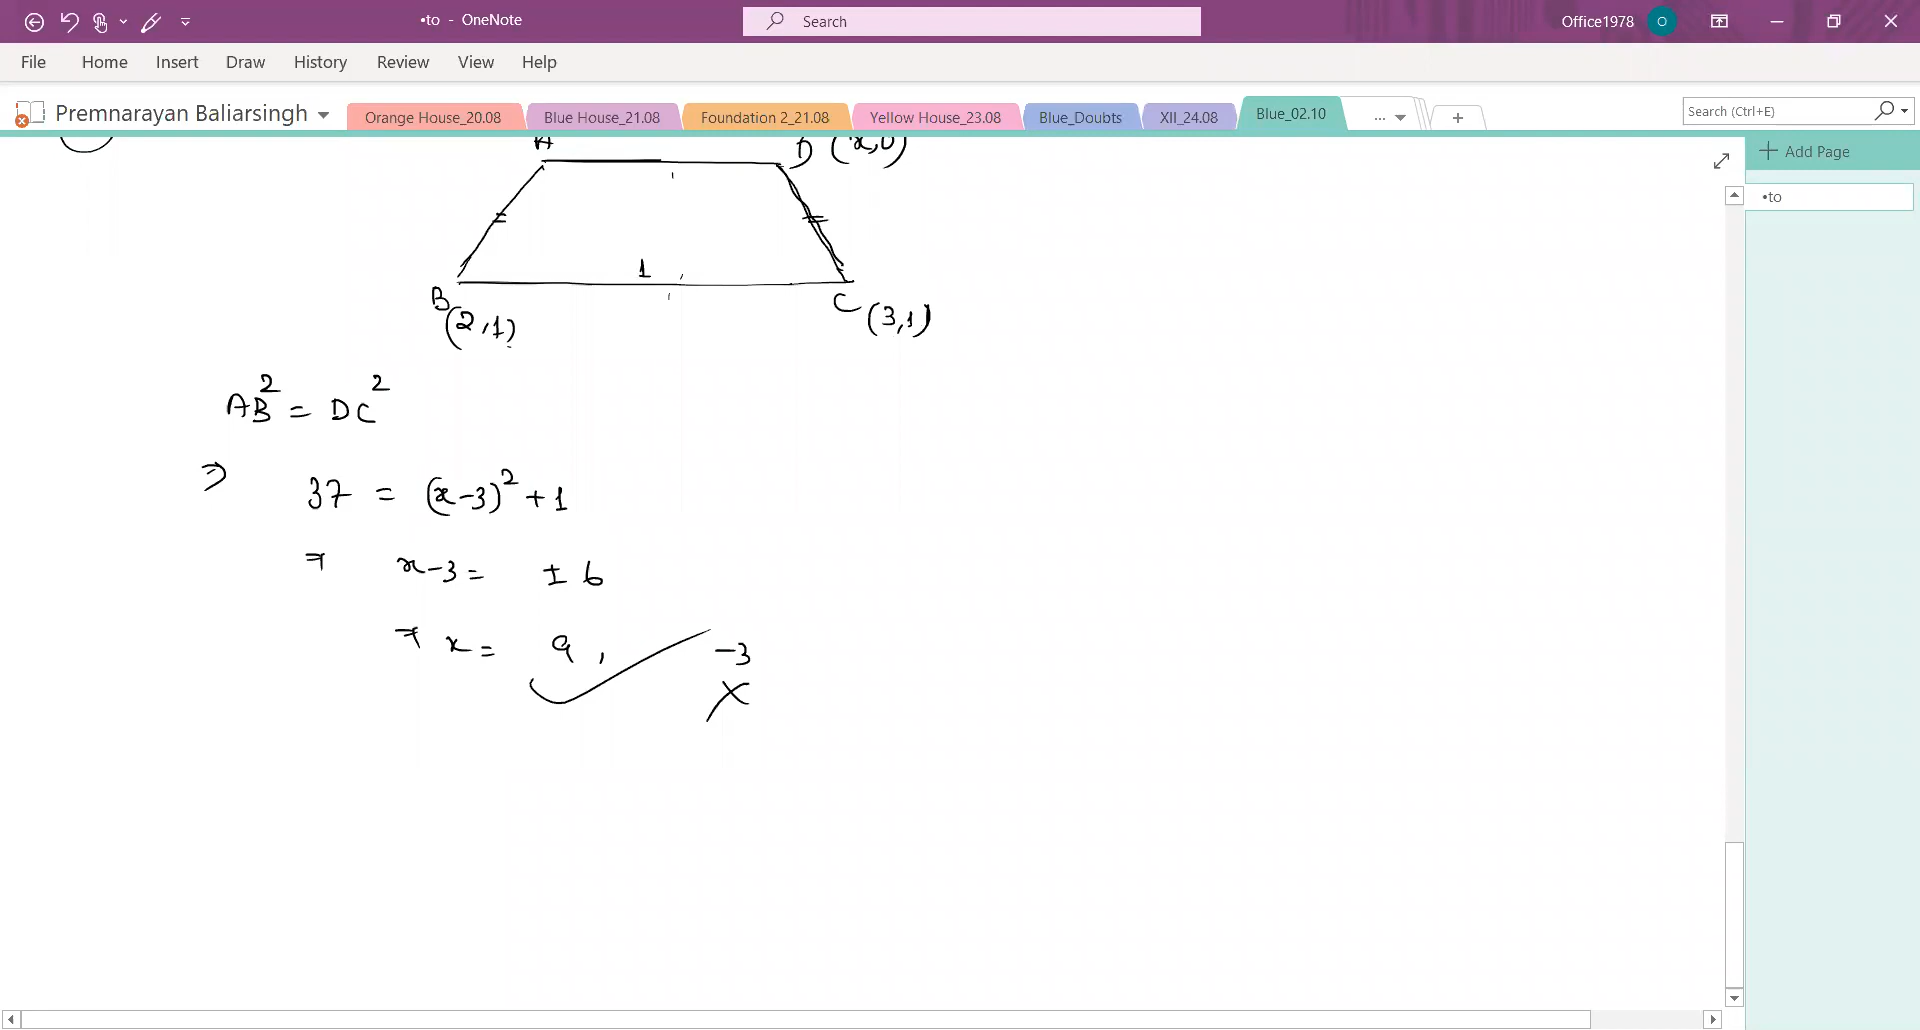 •to - OneNote
Search
Office1978
O
File Home Insert Draw History Review View Help
Premnarayan Baliarsingh
Orange House_20.08
Blue House_21.08
Foundation 2_21.08
Yellow House_23.08
Blue_Doubts
XII_24.08
Blue_02.10
...
+
Search (Ctrl+E)
Add Page
•to
A
D (x,0)
1
B
(2,1)
C
(3,1)
AB² = DC²
⇒ 37 = (x-3)² + 1
⇒ x-3 = ± 6
⇒ x = 9, -3